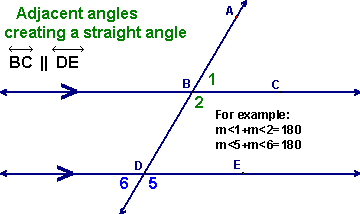 Adjacent angles
creating a straight angle
BC || DE
A
B
1
C
2
For example:
m<1+m<2=180
m<5+m<6=180
D
E
6
5